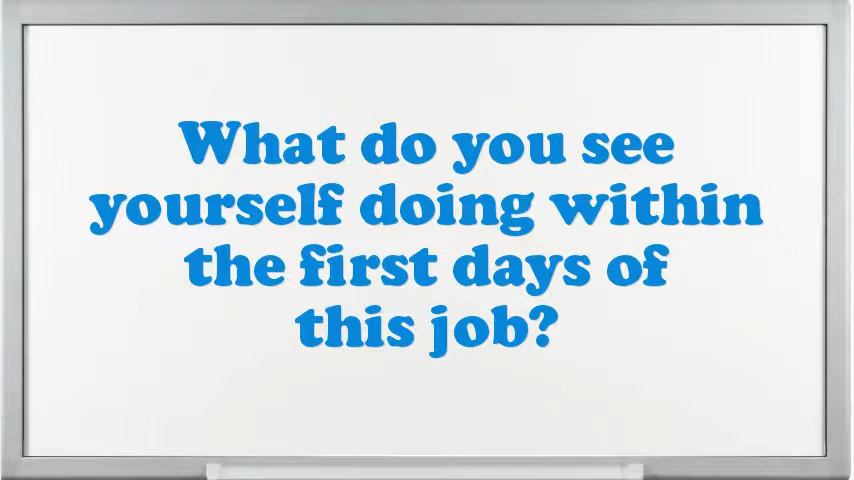 What do you see
yourself doing within
the first days of
this job?